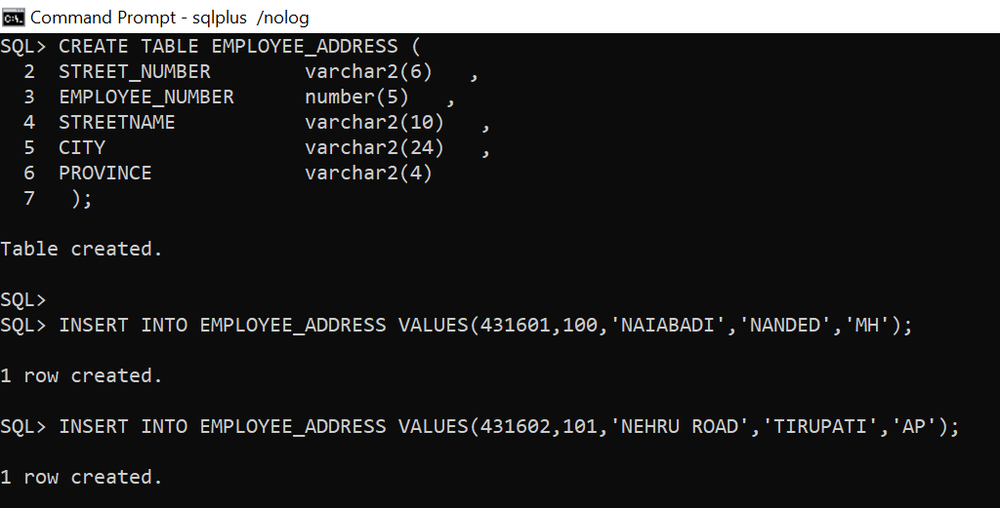 Command Prompt - sqlplus  /nolog
SQL> CREATE TABLE EMPLOYEE_ADDRESS (
  2  STREET_NUMBER        varchar2(6)   ,
  3  EMPLOYEE_NUMBER      number(5)   ,
  4  STREETNAME           varchar2(10)   ,
  5  CITY                 varchar2(24)   ,
  6  PROVINCE             varchar2(4)
  7   );
Table created.
SQL>
SQL> INSERT INTO EMPLOYEE_ADDRESS VALUES(431601,100,'NAIABADI','NANDED','MH');
1 row created.
SQL> INSERT INTO EMPLOYEE_ADDRESS VALUES(431602,101,'NEHRU ROAD','TIRUPATI','AP');
1 row created.